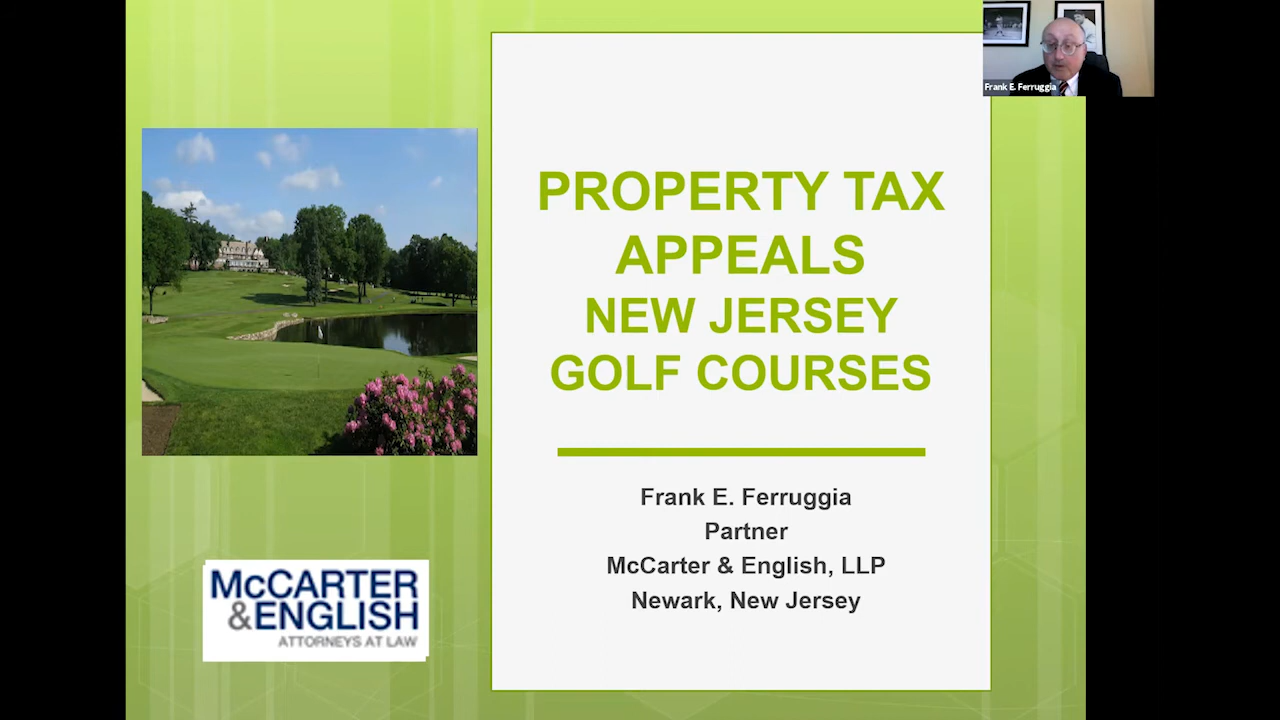 Frank E. Ferruggia
PROPERTY TAX
APPEALS
NEW JERSEY
GOLF COURSES
Frank E. Ferruggia
Partner
McCarter & English, LLP
Newark, New Jersey
McCARTER
&ENGLISH
ATTORNEYS AT LAW